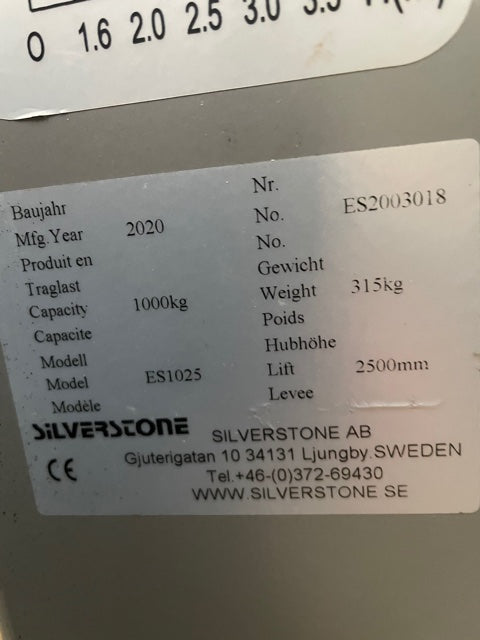 O 1.6 2.0 2.5 3.0 3.5
Baujahr
Mfg.Year 2020
Produit en
Nr.
No. ES2003018
No.
Traglast
Capacity 1000kg
Capacite
Gewicht
Weight 315kg
Poids
Modell
Model ES1025
Modèle
Hubhöhe
Lift 2500mm
Levee
SILVERSTONE SILVERSTONE AB
CE Gjuterigatan 10 34131 Ljungby.SWEDEN
Tel.+46-(0)372-69430
WWW.SILVERSTONE SE